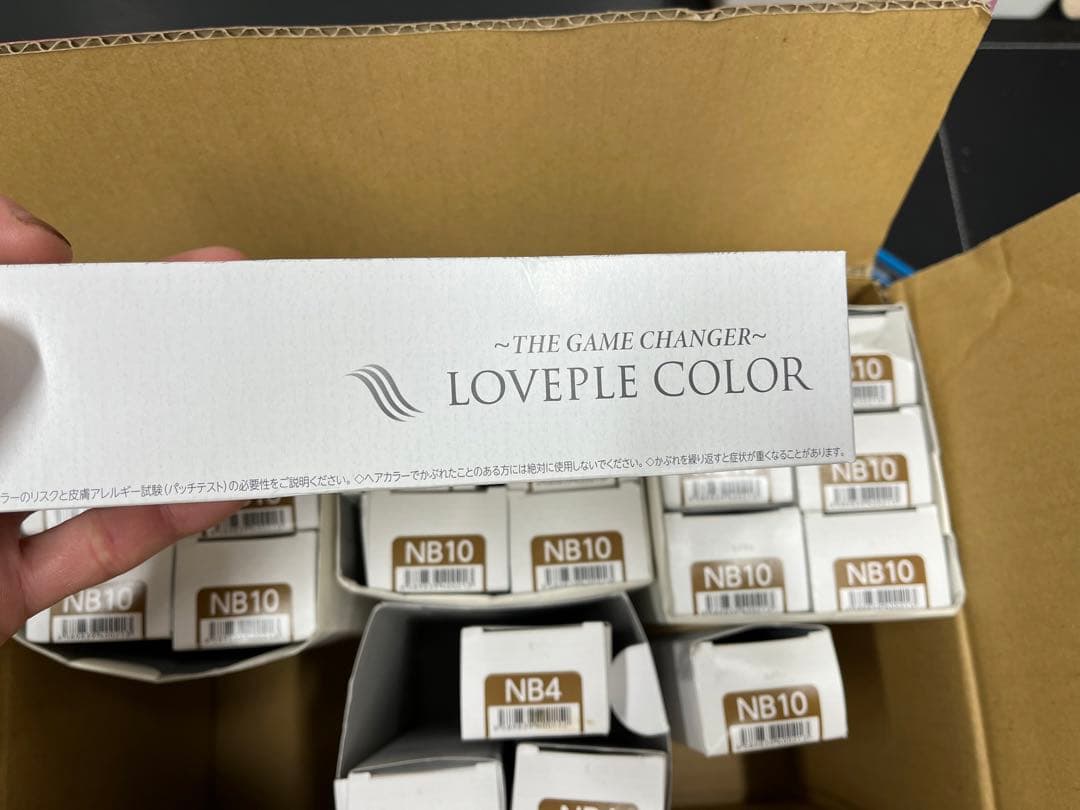 ~THE GAME CHANGER~
LOVEPLE COLOR
ラーのリスクと皮膚アレルギー試験(パッチテスト)の必要性をご説明ください。◇ヘアカラーでかぶれたことのある方には絶対に使用しないでください。◇かぶれを繰り返すと症状が重くなることがあります。
10
NB10
NB10
NB10
NB10
NB10
NB10
NB10
NB4
NB10